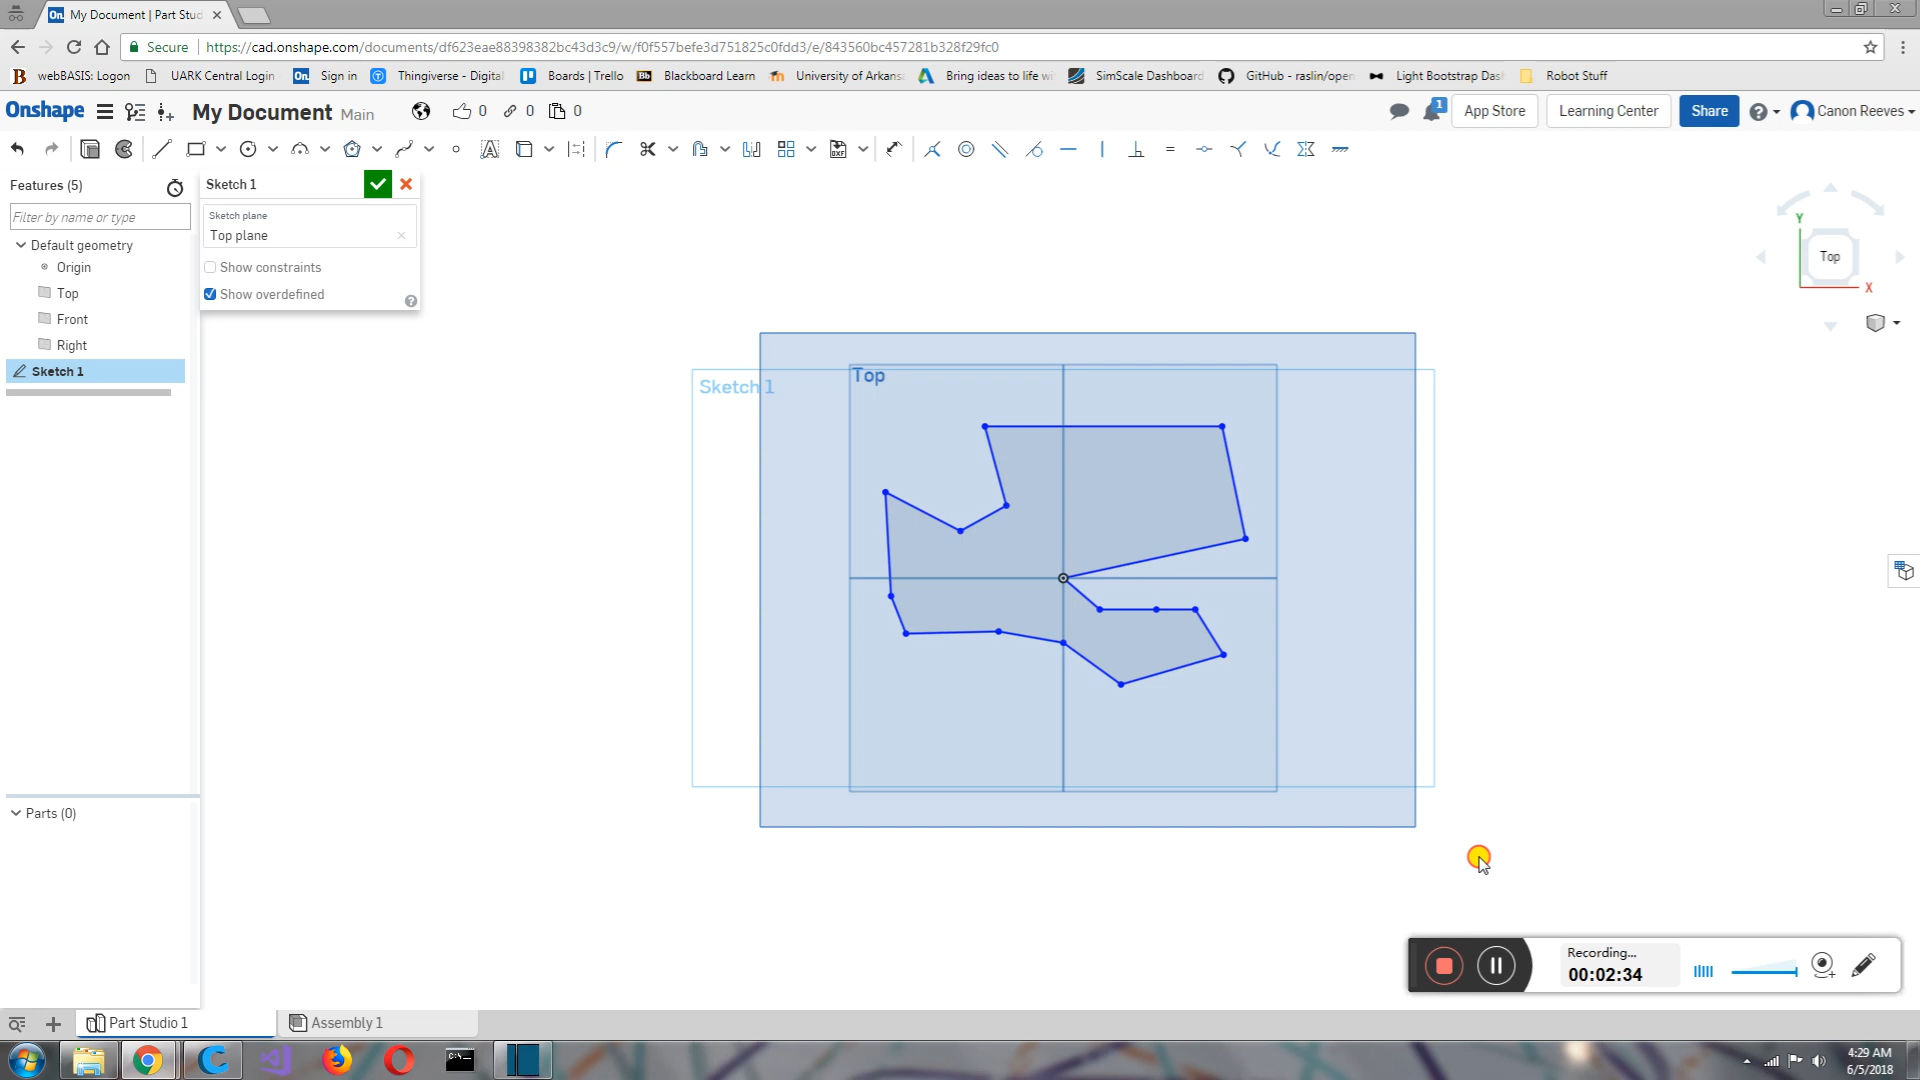 My Document | Part Stud
Secure https://cad.onshape.com/documents/df623eae88398382bc43d3c9/w/f0f557befe3d751825c0fdd3/e/843560bc457281b328f29fc0
webBASIS: Logon UARK Central Login Sign in Thingiverse - Digital Boards | Trello Blackboard Learn University of Arkansa Bring ideas to life wi SimScale Dashboard GitHub - raslin/open Light Bootstrap Das Robot Stuff
Onshape My Document Main 0 0 0 1 App Store Learning Center Share Canon Reeves
Features (5)
Sketch 1
Filter by name or type
Sketch plane
Top plane
Default geometry
Origin
Show constraints
Top
Show overdefined
Front
Right
Sketch 1
Y
Top
X
Top
Sketch 1
Parts (0)
Recording...
00:02:34
Part Studio 1
Assembly 1
4:29 AM
6/5/2018